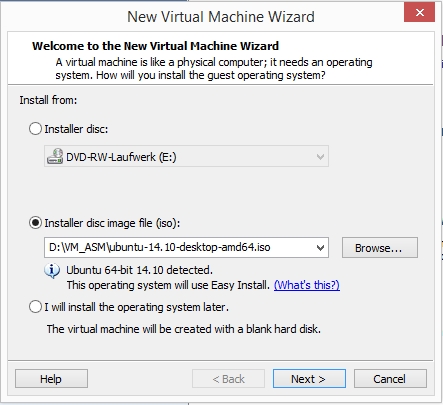 New Virtual Machine Wizard
Welcome to the New Virtual Machine Wizard
A virtual machine is like a physical computer; it needs an operating
system. How will you install the guest operating system?
Install from:
Installer disc:
DVD-RW-Laufwerk (E:)
Installer disc image file (iso):
D:\VM_ASM\ubuntu-14.10-desktop-amd64.iso
Browse...
Ubuntu 64-bit 14.10 detected.
This operating system will use Easy Install. (What's this?)
I will install the operating system later.
The virtual machine will be created with a blank hard disk.
Help < Back Next > Cancel